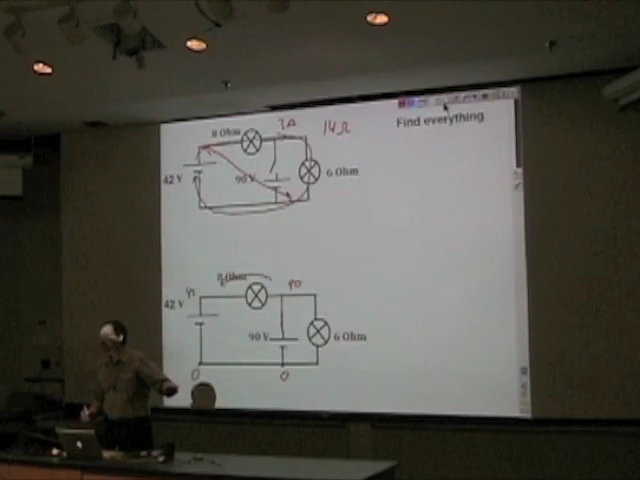 Find everything
8 Ohm
3A
14Ω
42 V
90 V
6 Ohm
8 Ohm
90
42 V
90 V
6 Ohm
0
0